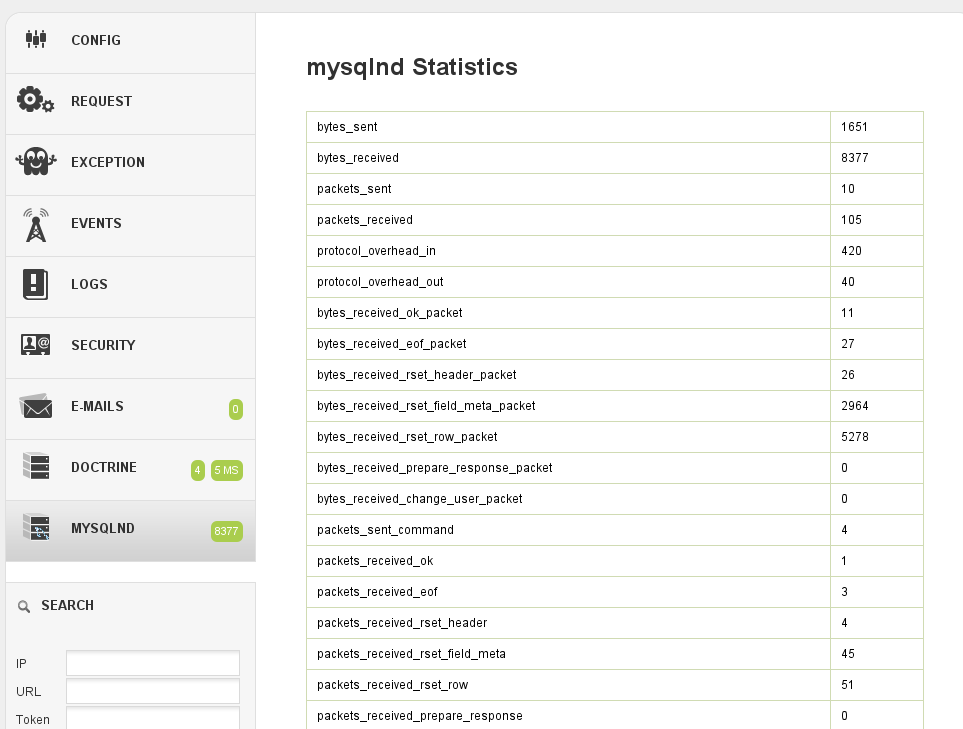 CONFIG
REQUEST
EXCEPTION
EVENTS
LOGS
SECURITY
E-MAILS 0
DOCTRINE 4 5 MS
MYSQLND 8377
SEARCH
IP
URL
Token
mysqlnd Statistics
bytes_sent 1651
bytes_received 8377
packets_sent 10
packets_received 105
protocol_overhead_in 420
protocol_overhead_out 40
bytes_received_ok_packet 11
bytes_received_eof_packet 27
bytes_received_rset_header_packet 26
bytes_received_rset_field_meta_packet 2964
bytes_received_rset_row_packet 5278
bytes_received_prepare_response_packet 0
bytes_received_change_user_packet 0
packets_sent_command 4
packets_received_ok 1
packets_received_eof 3
packets_received_rset_header 4
packets_received_rset_field_meta 45
packets_received_rset_row 51
packets_received_prepare_response 0